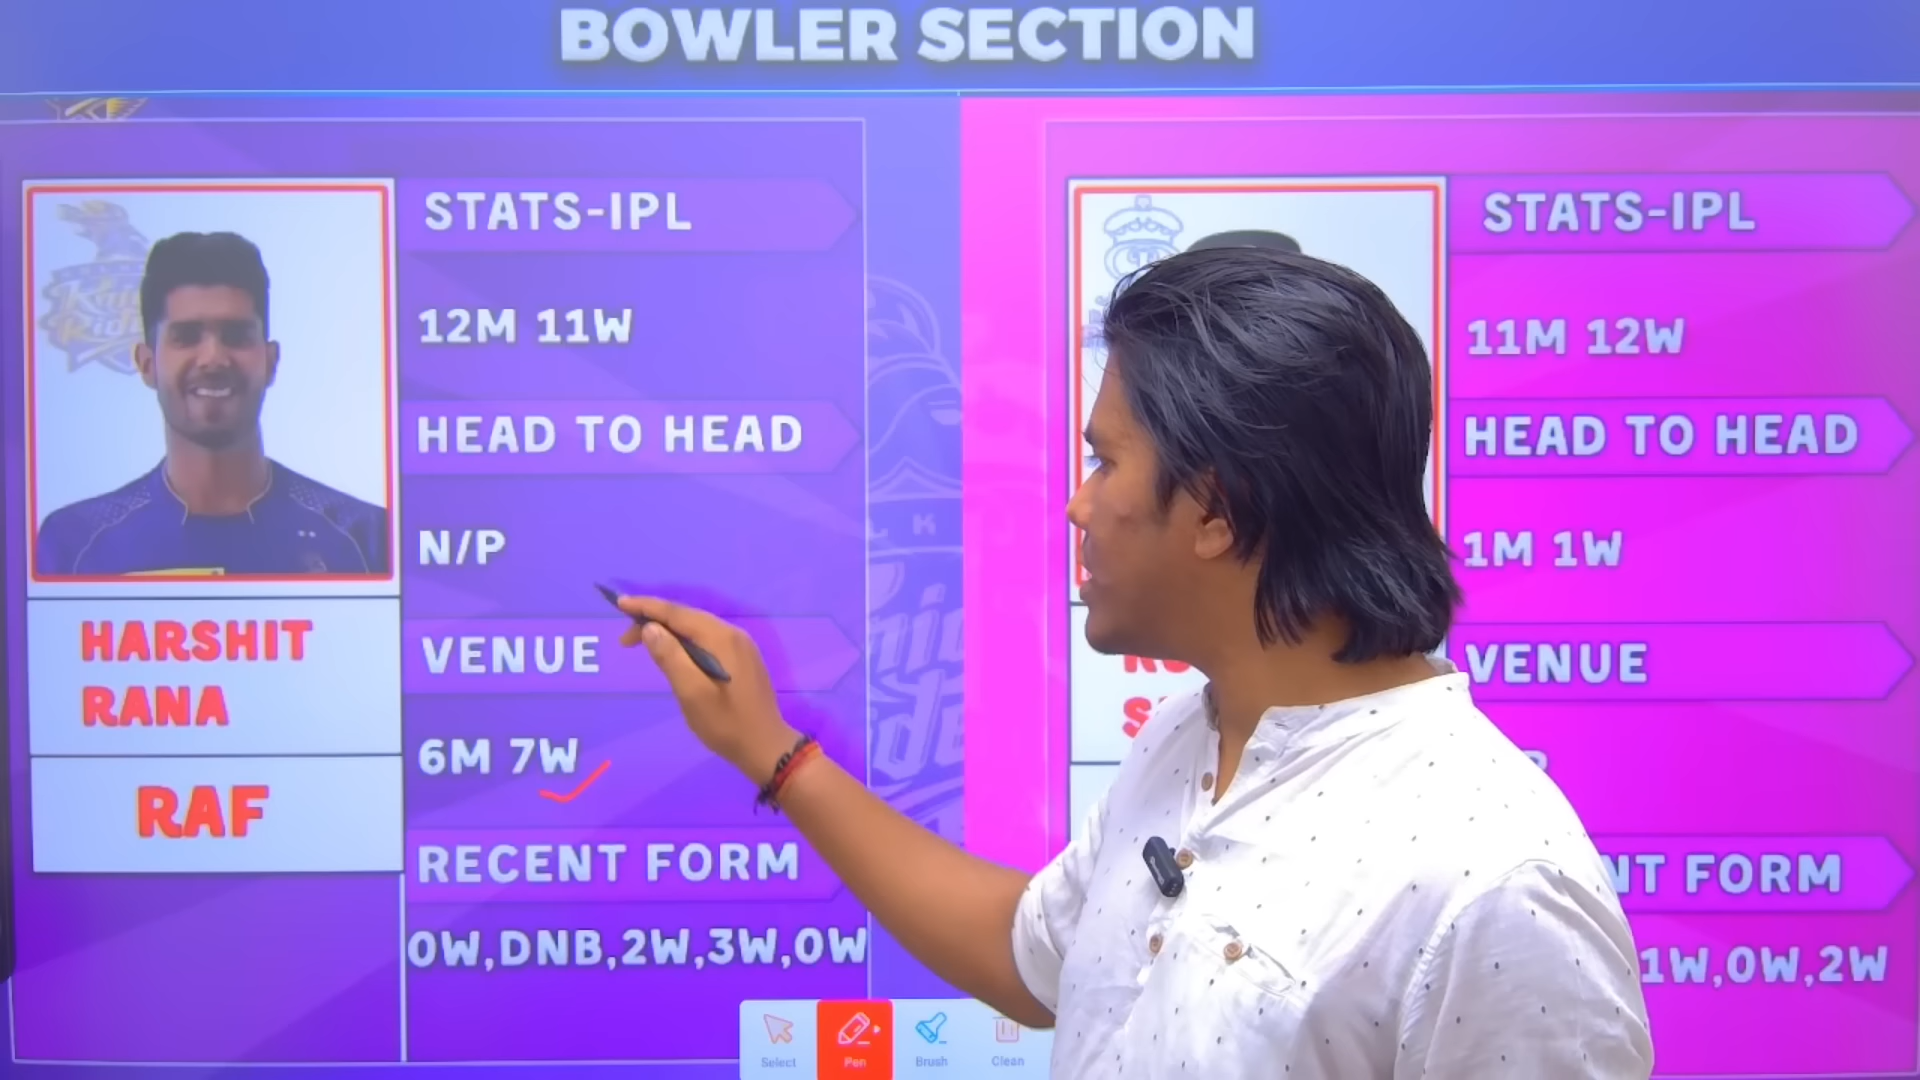 BOWLER SECTION
STATS-IPL
12M 11W
HEAD TO HEAD
N/P
VENUE
6M 7W
RECENT FORM
0W,DNB,2W,3W,0W
HARSHIT
RANA
RAF
STATS-IPL
11M 12W
HEAD TO HEAD
1M 1W
VENUE
NT FORM
1W,0W,2W
Select
Pen
Brush
Clean